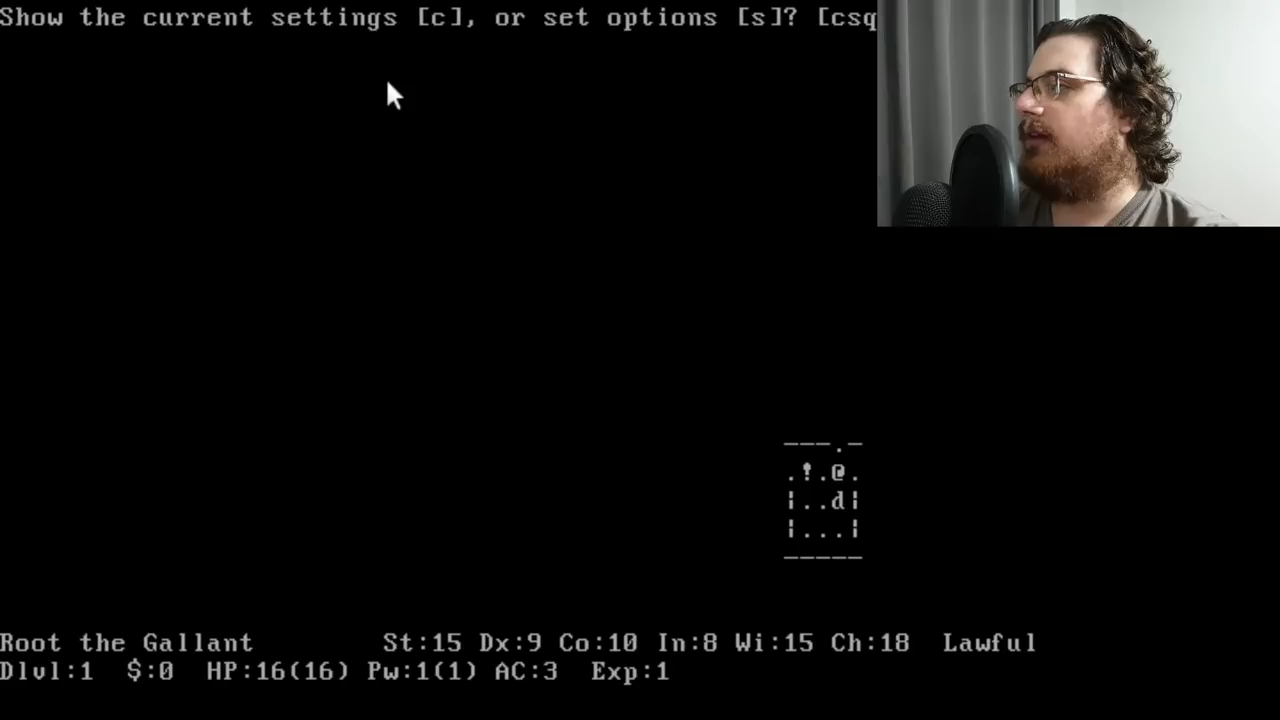 Show the current settings [c], or set options [s]? [csq
---.-
.!.@.
|..d|
|...|
-----
Root the Gallant St:15 Dx:9 Co:10 In:8 Wi:15 Ch:18 Lawful
Dlvl:1 $:0 HP:16(16) Pw:1(1) AC:3 Exp:1